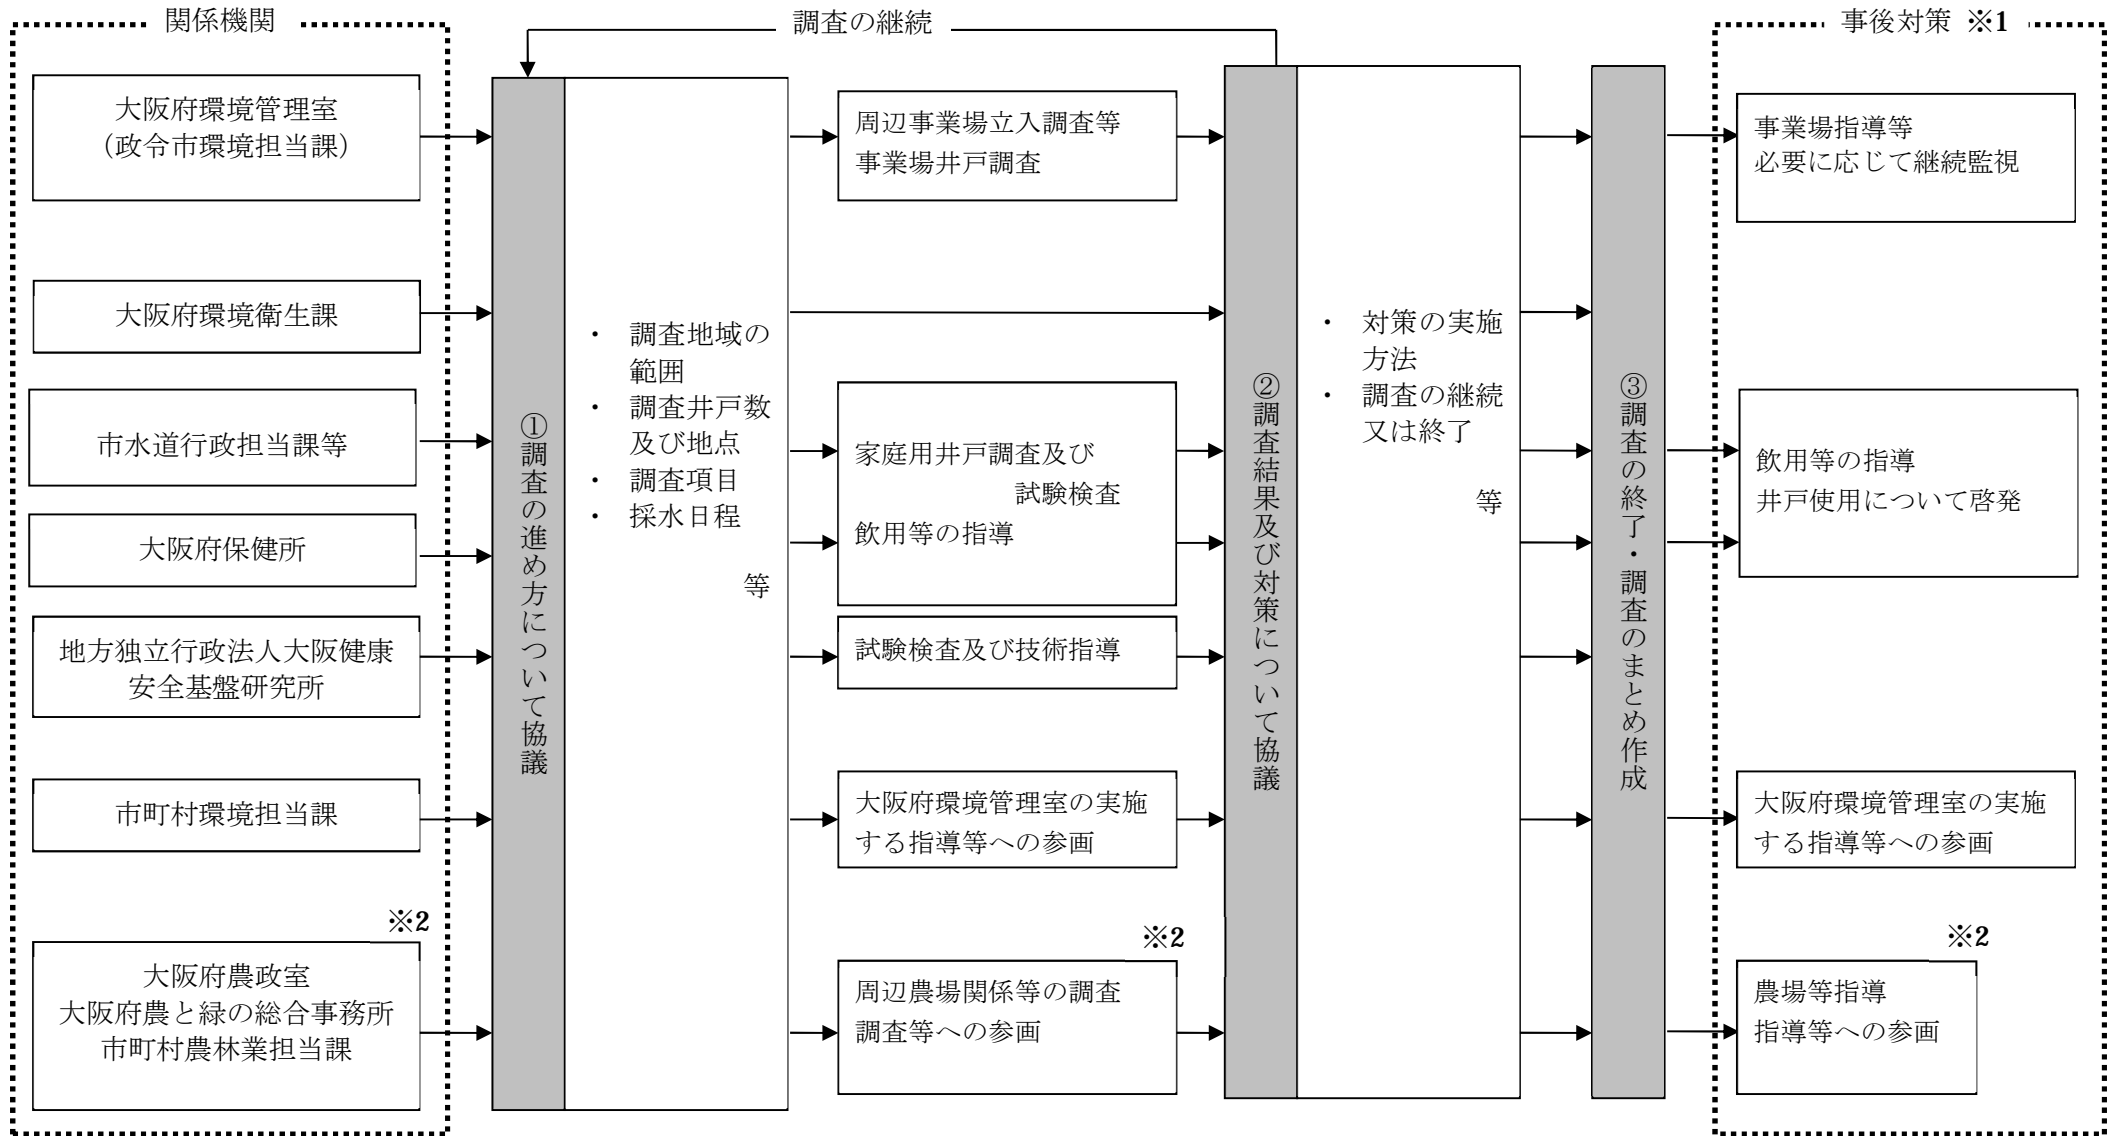 関係機関
調査の継続
事後対策 ※1
大阪府環境管理室
（政令市環境担当課）
大阪府環境衛生課
市水道行政担当課等
大阪府保健所
地方独立行政法人大阪健康
安全基盤研究所
市町村環境担当課
※2
大阪府農政室
大阪府農と緑の総合事務所
市町村農林業担当課
①調査の進め方について協議
・ 調査地域の
範囲
・ 調査井戸数
及び地点
・ 調査項目
・ 採水日程
等
周辺事業場立入調査等
事業場井戸調査
家庭用井戸調査及び
試験検査
飲用等の指導
試験検査及び技術指導
大阪府環境管理室の実施
する指導等への参画
※2
周辺農場関係等の調査
調査等への参画
②調査結果及び対策について協議
・ 対策の実施
方法
・ 調査の継続
又は終了
等
③調査の終了・調査のまとめ作成
事業場指導等
必要に応じて継続監視
飲用等の指導
井戸使用について啓発
大阪府環境管理室の実施
する指導等への参画
※2
農場等指導
指導等への参画